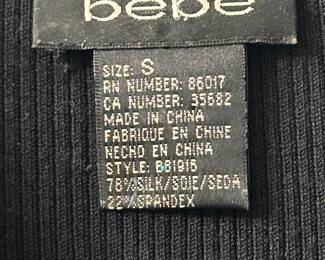 bebe
SIZE: S
RN NUMBER: 86017
CA NUMBER: 35682
MADE IN CHINA
FABRIQUE EN CHINE
HECHO EN CHINA
STYLE: B61915
78%SILK/SOIE/SEDA
22%SPANDEX